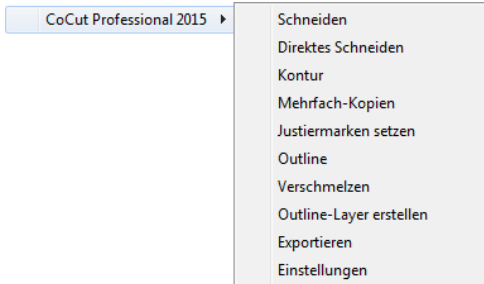 CoCut Professional 2015
Schneiden
Direktes Schneiden
Kontur
Mehrfach-Kopien
Justiermarken setzen
Outline
Verschmelzen
Outline-Layer erstellen
Exportieren
Einstellungen